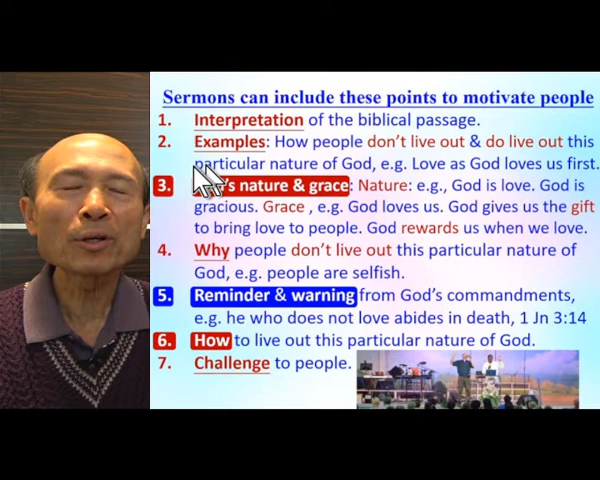 Sermons can include these points to motivate people
1. Interpretation of the biblical passage.
2. Examples: How people don't live out & do live out this
particular nature of God, e.g. Love as God loves us first.
3. 's nature & grace: Nature: e.g., God is love. God is
gracious. Grace , e.g. God loves us. God gives us the gift
to bring love to people. God rewards us when we love.
4. Why people don't live out this particular nature of
God, e.g. people are selfish.
5. Reminder & warning from God's commandments,
e.g. he who does not love abides in death, 1 Jn 3:14
6. How to live out this particular nature of God.
7. Challenge to people.